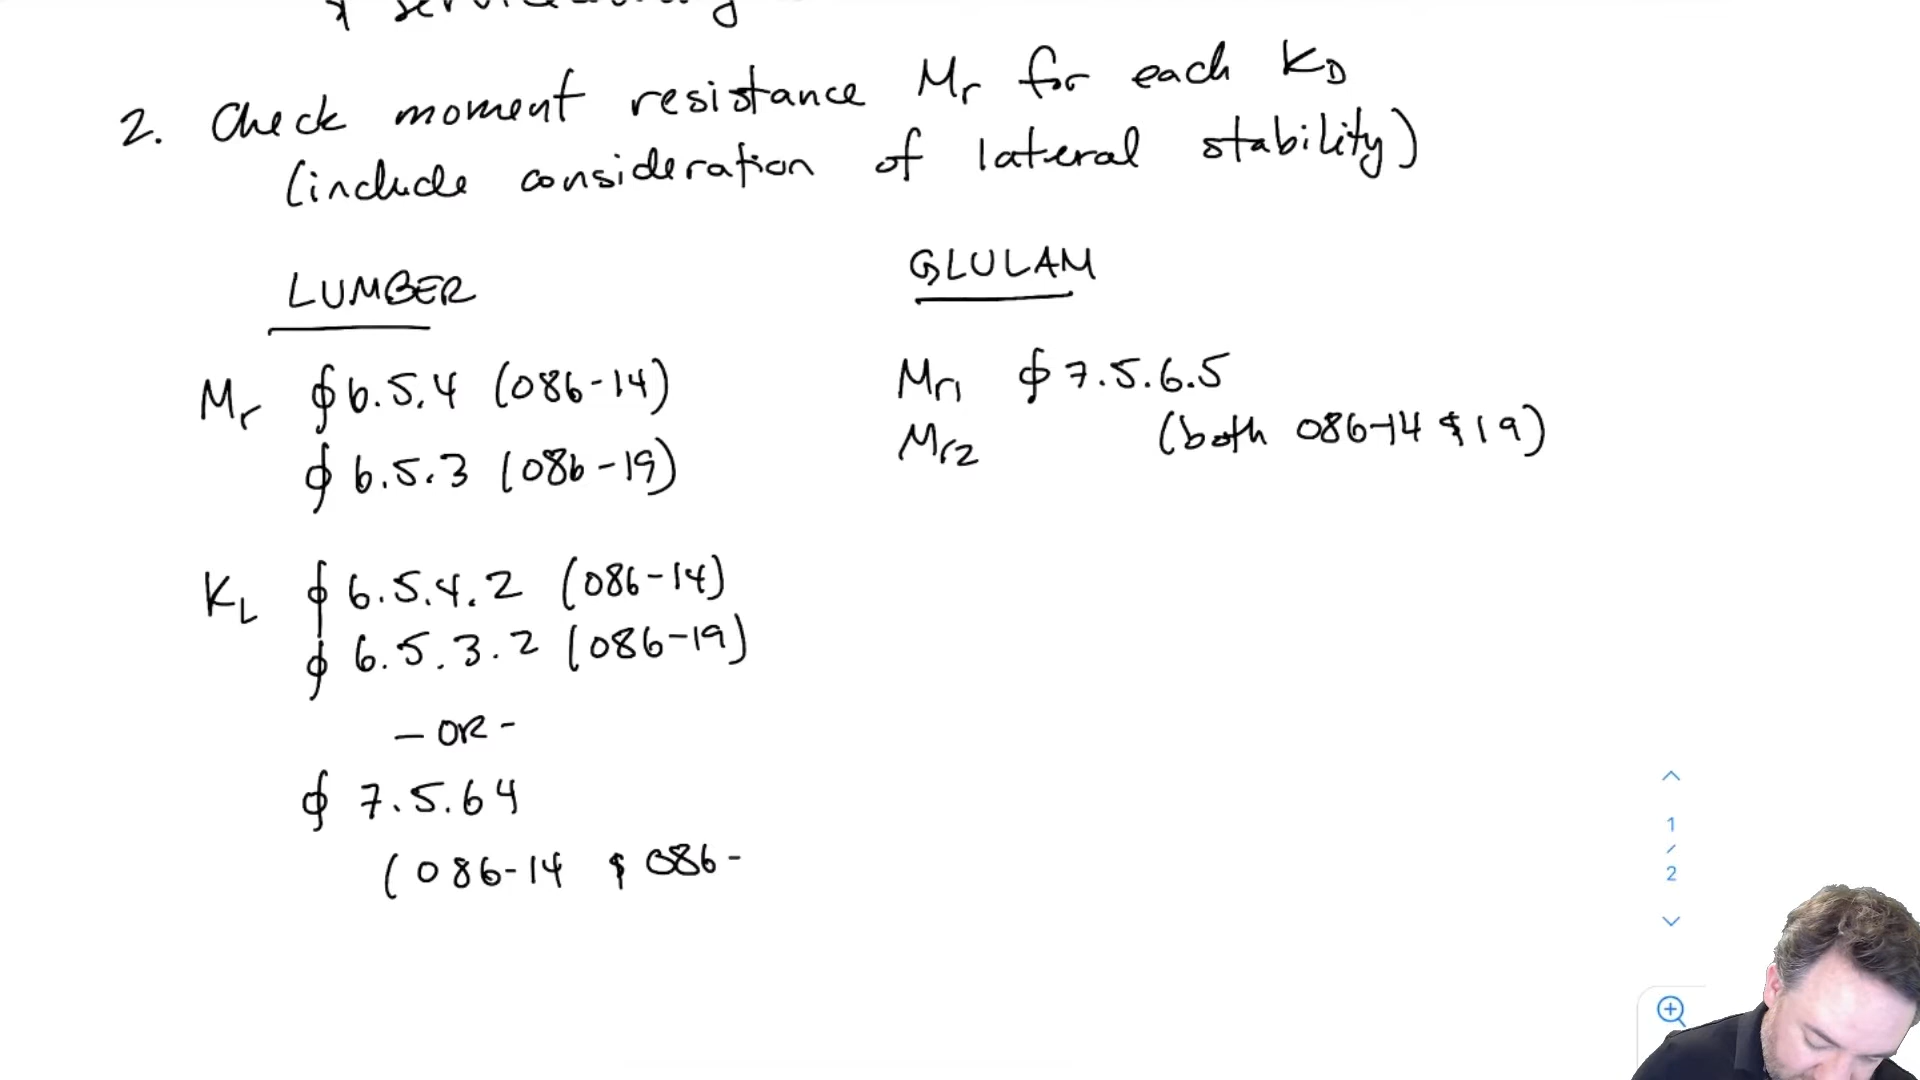 2. Check moment resistance Mr for each KD
(include consideration of lateral stability)
LUMBER
Mr § 6.5.4 (086-14)
§ 6.5.3 (086-19)
KL § 6.5.4.2 (086-14)
§ 6.5.3.2 (086-19)
- OR -
§ 7.5.64
(086-14 & 086-
GLULAM
Mr1 § 7.5.6.5
Mr2 (both 086-14 & 19)
1
/
2